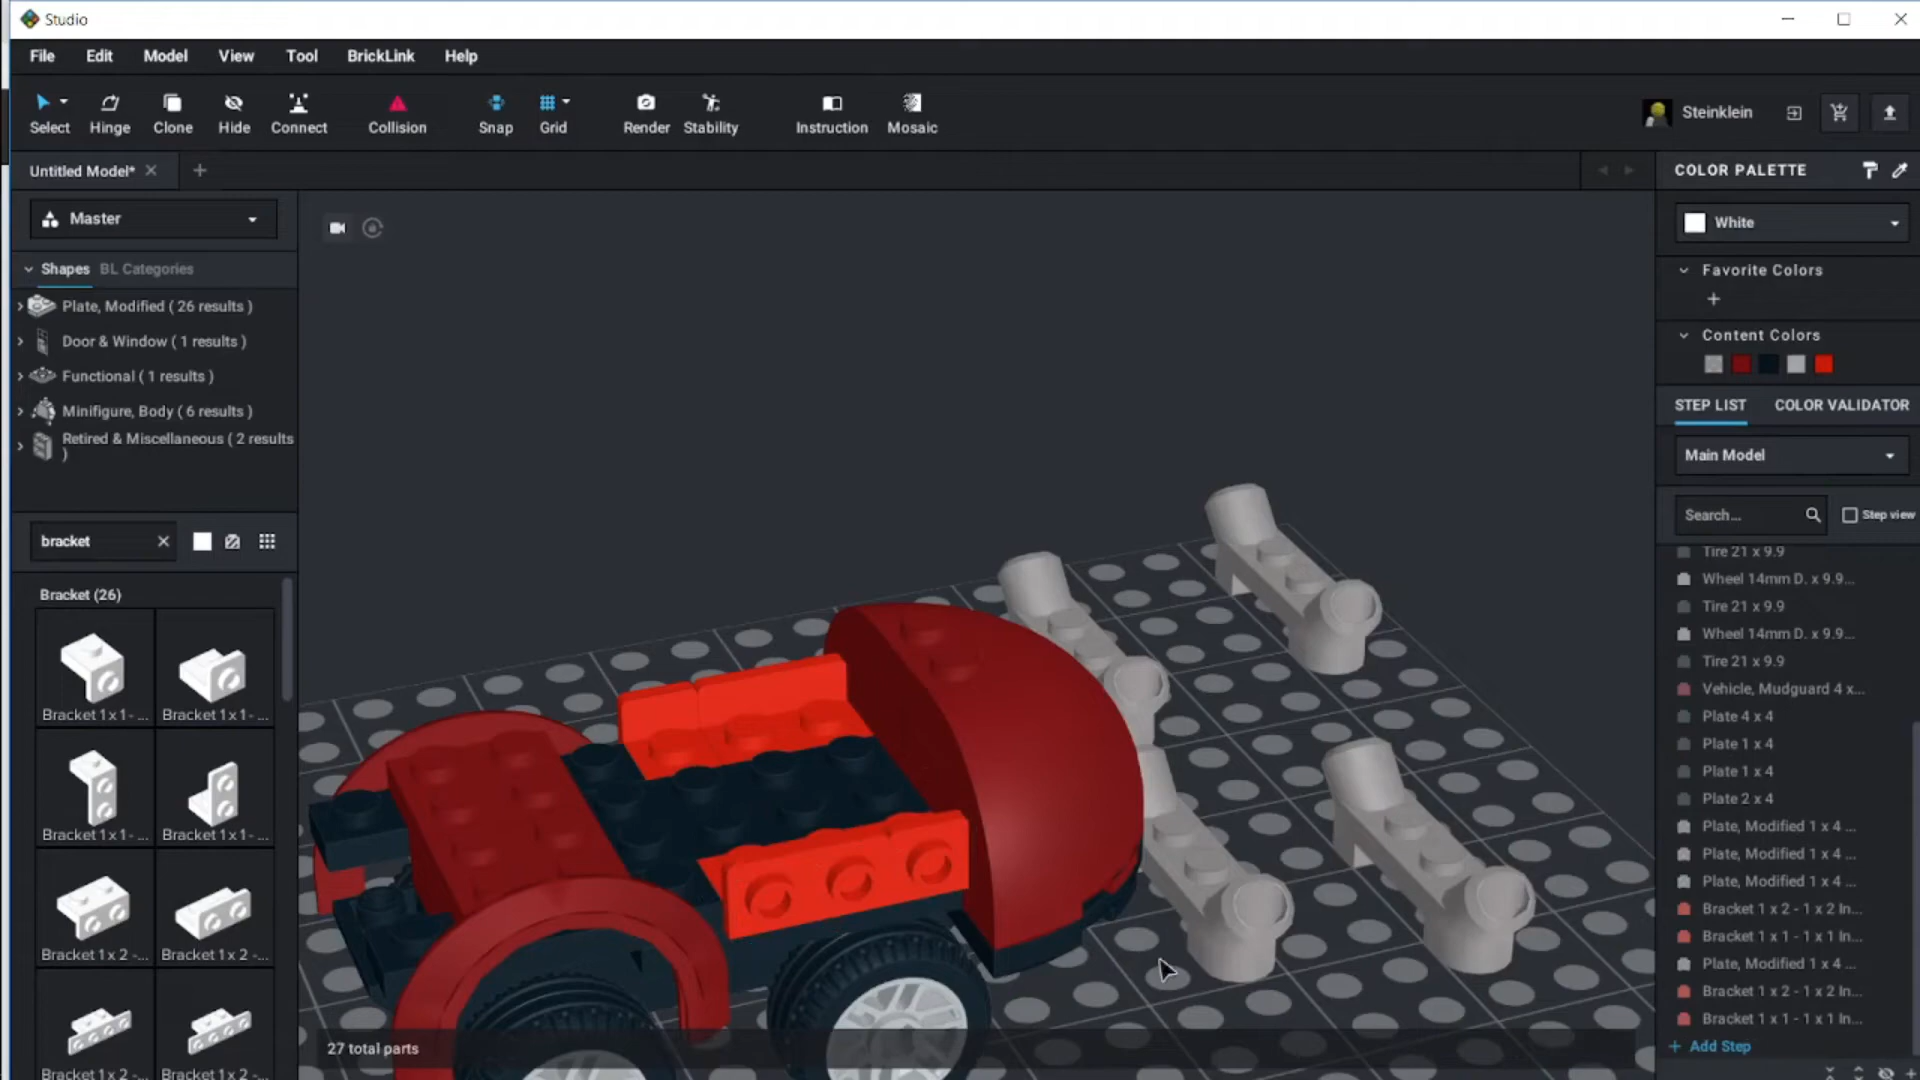 Studio
File Edit Model View Tool BrickLink Help
Select Hinge Clone Hide Connect Collision Snap Grid Render Stability Instruction Mosaic
Steinklein
Untitled Model*
Master
Shapes BL Categories
Plate, Modified ( 26 results )
Door & Window ( 1 results )
Functional ( 1 results )
Minifigure, Body ( 6 results )
Retired & Miscellaneous ( 2 results
)
bracket
Bracket (26)
Bracket 1 x 1 - ... Bracket 1 x 1 - ...
Bracket 1 x 1 - ... Bracket 1 x 1 - ...
Bracket 1 x 2 - ... Bracket 1 x 2 - ...
Bracket 1 x 2 - ... Bracket 1 x 2 - ...
27 total parts
COLOR PALETTE
White
Favorite Colors
+
Content Colors
STEP LIST COLOR VALIDATOR
Main Model
Search... Step view
Tire 21 x 9.9
Wheel 14mm D. x 9.9...
Tire 21 x 9.9
Wheel 14mm D. x 9.9...
Tire 21 x 9.9
Vehicle, Mudguard 4 x...
Plate 4 x 4
Plate 1 x 4
Plate 1 x 4
Plate 2 x 4
Plate, Modified 1 x 4 ...
Plate, Modified 1 x 4 ...
Plate, Modified 1 x 4 ...
Bracket 1 x 2 - 1 x 2 In...
Bracket 1 x 1 - 1 x 1 In...
Plate, Modified 1 x 4 ...
Bracket 1 x 2 - 1 x 2 In...
Bracket 1 x 1 - 1 x 1 In...
+ Add Step